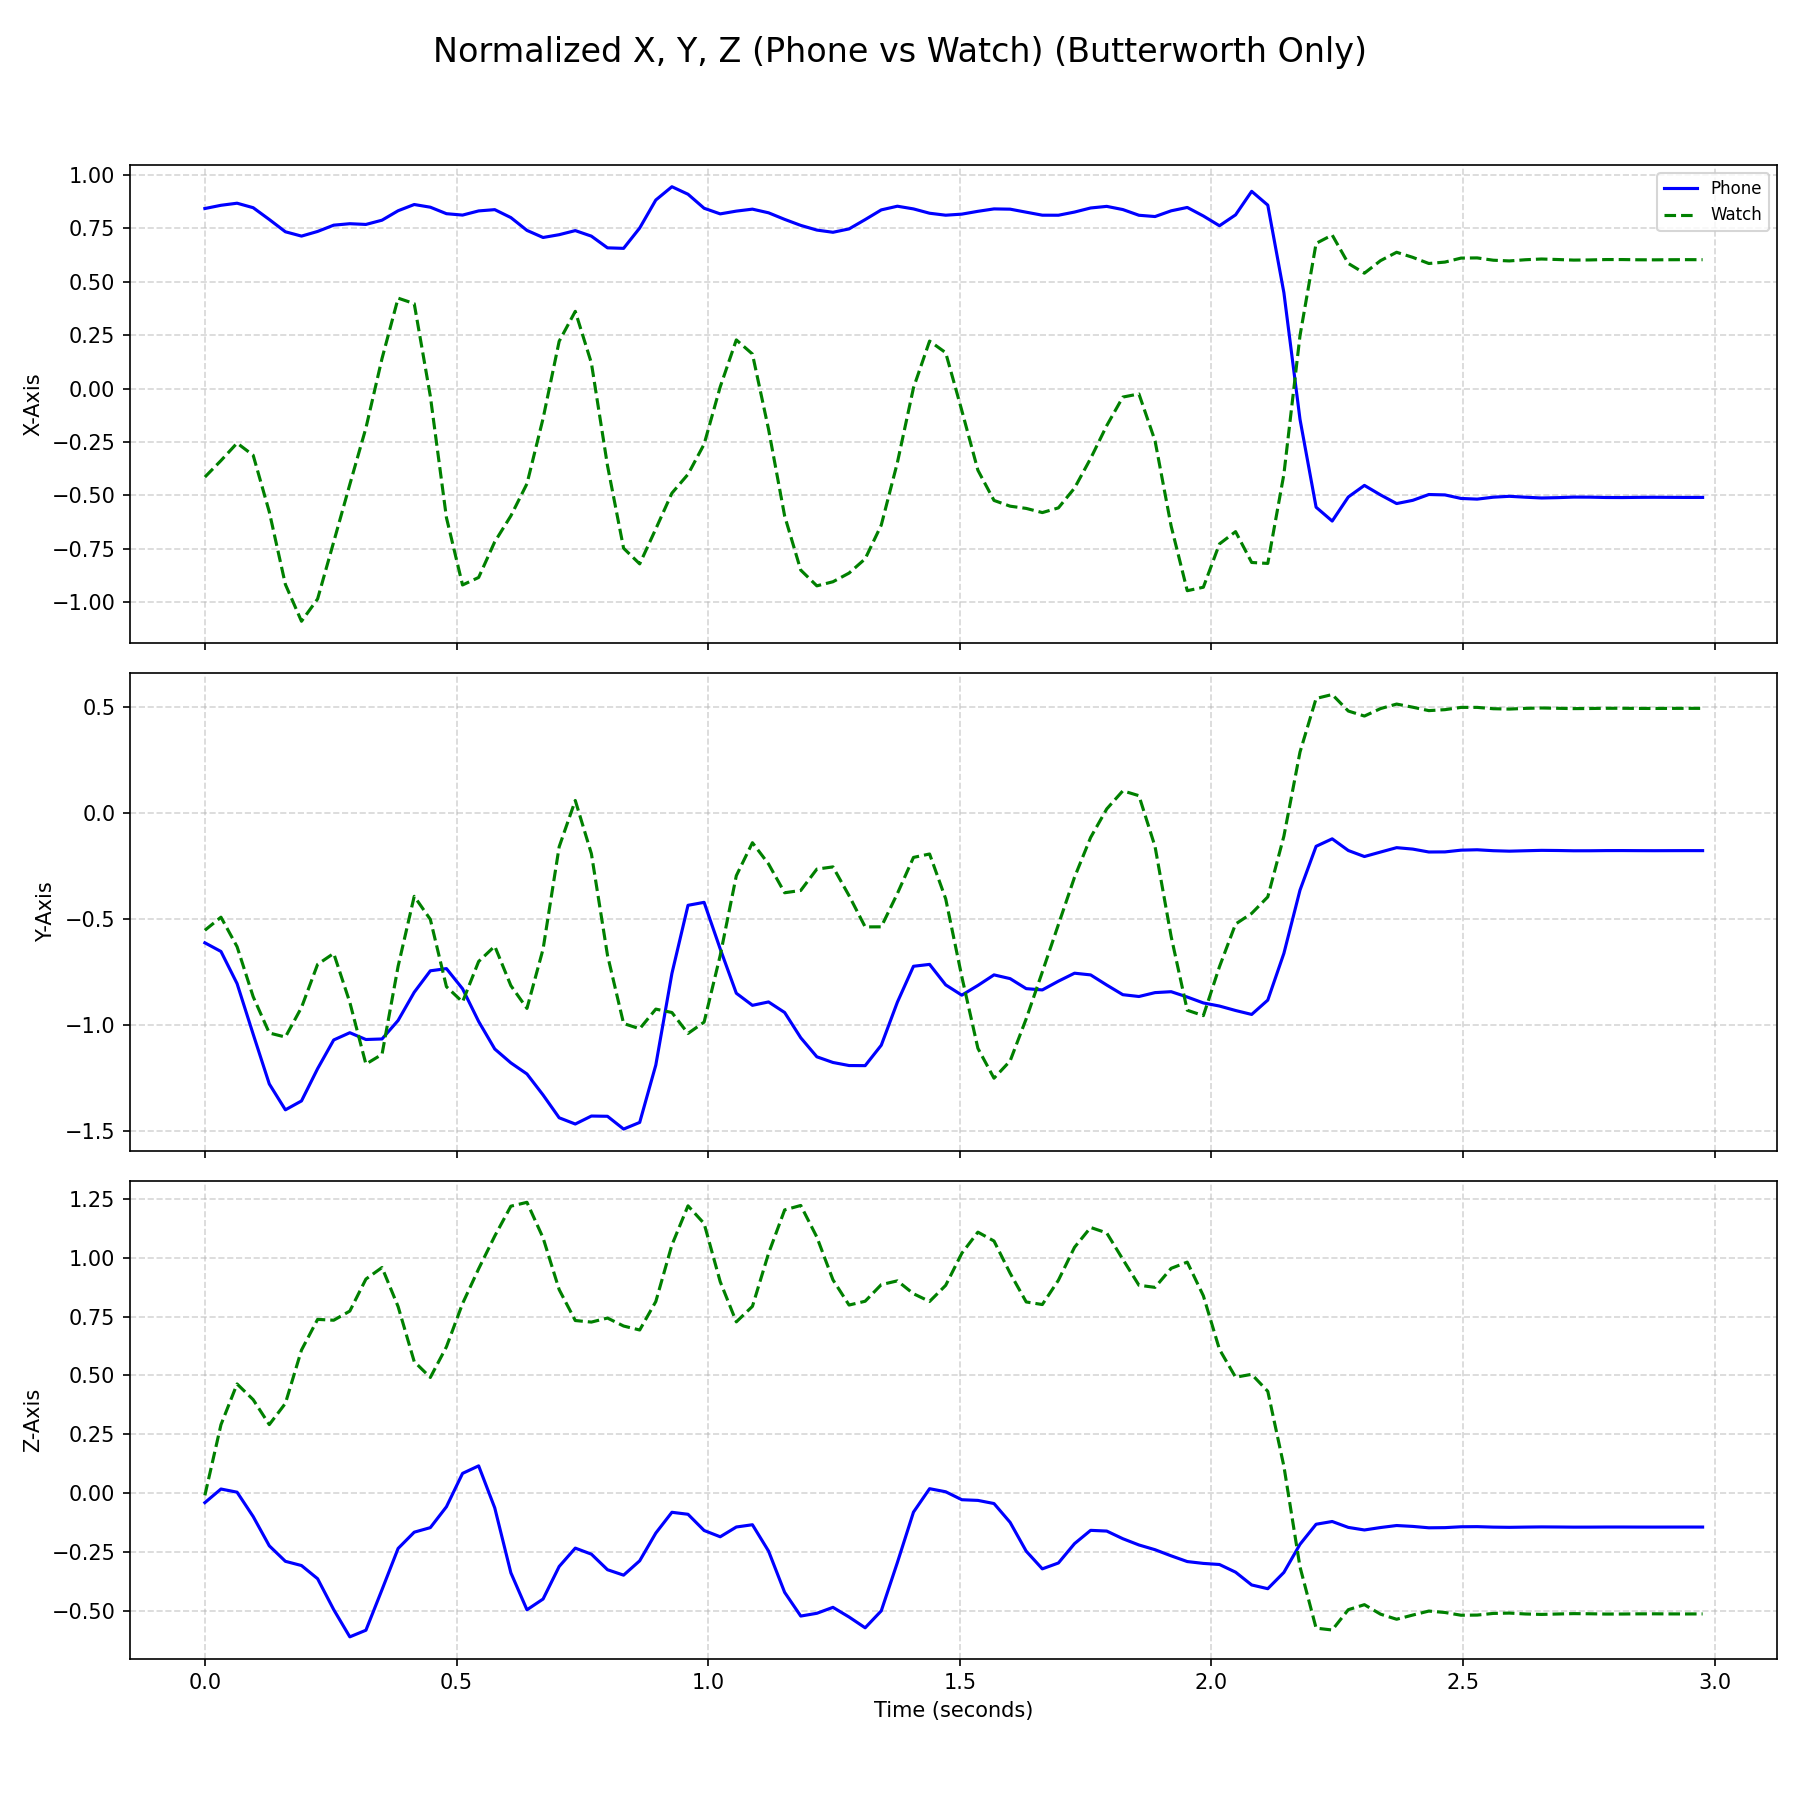 Normalized X, Y, Z (Phone vs Watch) (Butterworth Only)
Phone
Watch
1.00
0.75
0.50
0.25
0.00
−0.25
−0.50
−0.75
−1.00
X-Axis
0.5
0.0
−0.5
−1.0
−1.5
Y-Axis
1.25
1.00
0.75
0.50
0.25
0.00
−0.25
−0.50
Z-Axis
0.0 0.5 1.0 1.5 2.0 2.5 3.0
Time (seconds)